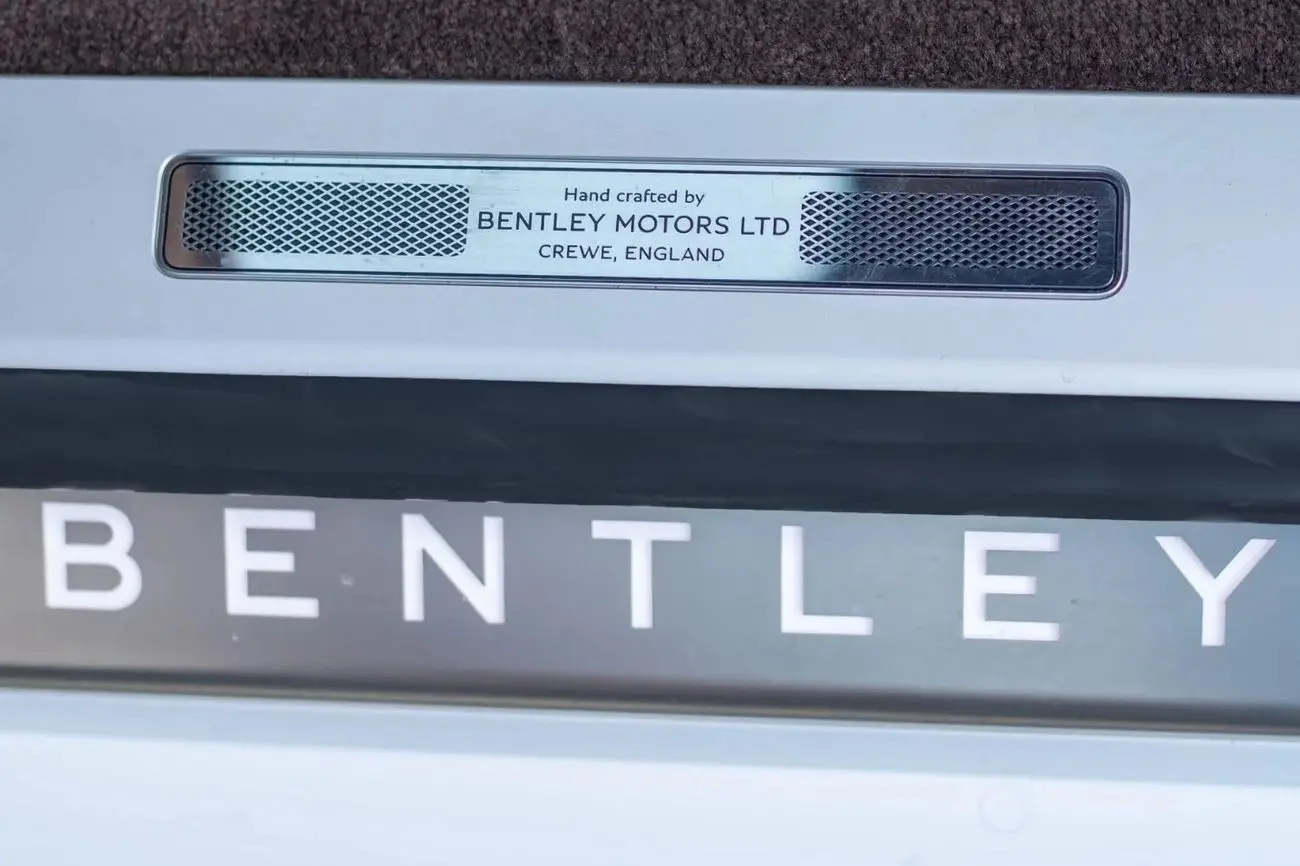 Hand crafted by
BENTLEY MOTORS LTD
CREWE, ENGLAND
BENTLEY